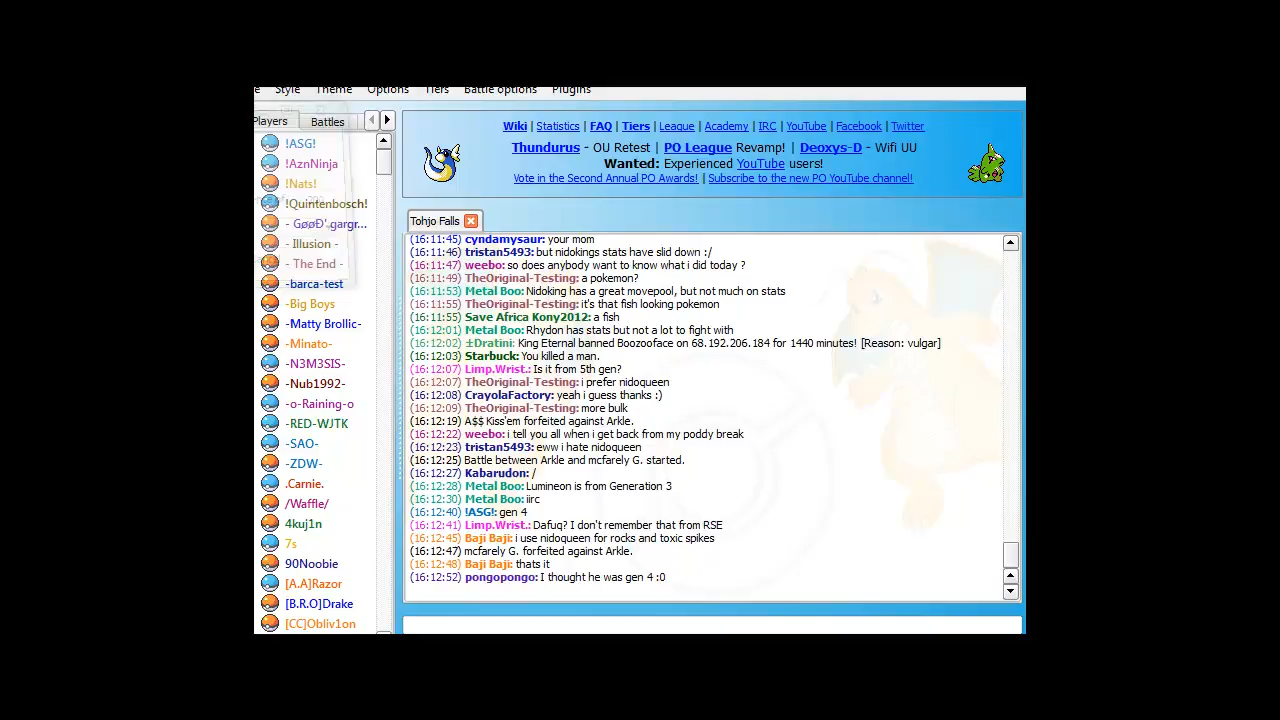 e Style Theme Options Tiers Battle options Plugins
Players Battles
!ASG!
!AznNinja
!Nats!
!Quintenbosch!
- GøøÐ'.gargr...
- Illusion -
- The End -
-barca-test
-Big Boys
-Matty Brollic-
-Minato-
-N3M3SIS-
-Nub1992-
-o-Raining-o
-RED-WJTK
-SAO-
-ZDW-
.Carnie.
/Waffle/
4kuj1n
7s
90Noobie
[A.A]Razor
[B.R.O]Drake
[CC]Obliv1on
Wiki | Statistics | FAQ | Tiers | League | Academy | IRC | YouTube | Facebook | Twitter
Thundurus - OU Retest | PO League Revamp! | Deoxys-D - Wifi UU
Wanted: Experienced YouTube users!
Vote in the Second Annual PO Awards! | Subscribe to the new PO YouTube channel!
Tohjo Falls
(16:11:45) cyndamysaur: your mom
(16:11:46) tristan5493: but nidokings stats have slid down :/
(16:11:47) weebo: so does anybody want to know what i did today ?
(16:11:49) TheOriginal-Testing: a pokemon?
(16:11:53) Metal Boo: Nidoking has a great movepool, but not much on stats
(16:11:55) TheOriginal-Testing: it's that fish looking pokemon
(16:11:55) Save Africa Kony2012: a fish
(16:12:01) Metal Boo: Rhydon has stats but not a lot to fight with
(16:12:02) ±Dratini: King Eternal banned Boozooface on 68.192.206.184 for 1440 minutes! [Reason: vulgar]
(16:12:03) Starbuck: You killed a man.
(16:12:07) Limp.Wrist.: Is it from 5th gen?
(16:12:07) TheOriginal-Testing: i prefer nidoqueen
(16:12:08) CrayolaFactory: yeah i guess thanks :)
(16:12:09) TheOriginal-Testing: more bulk
(16:12:19) A$$ Kiss'em forfeited against Arkle.
(16:12:22) weebo: i tell you all when i get back from my poddy break
(16:12:23) tristan5493: eww i hate nidoqueen
(16:12:25) Battle between Arkle and mcfarely G. started.
(16:12:27) Kabarudon: /
(16:12:28) Metal Boo: Lumineon is from Generation 3
(16:12:30) Metal Boo: iirc
(16:12:40) !ASG!: gen 4
(16:12:41) Limp.Wrist.: Dafuq? I don't remember that from RSE
(16:12:45) Baji Baji: i use nidoqueen for rocks and toxic spikes
(16:12:47) mcfarely G. forfeited against Arkle.
(16:12:48) Baji Baji: thats it
(16:12:52) pongopongo: I thought he was gen 4 :0